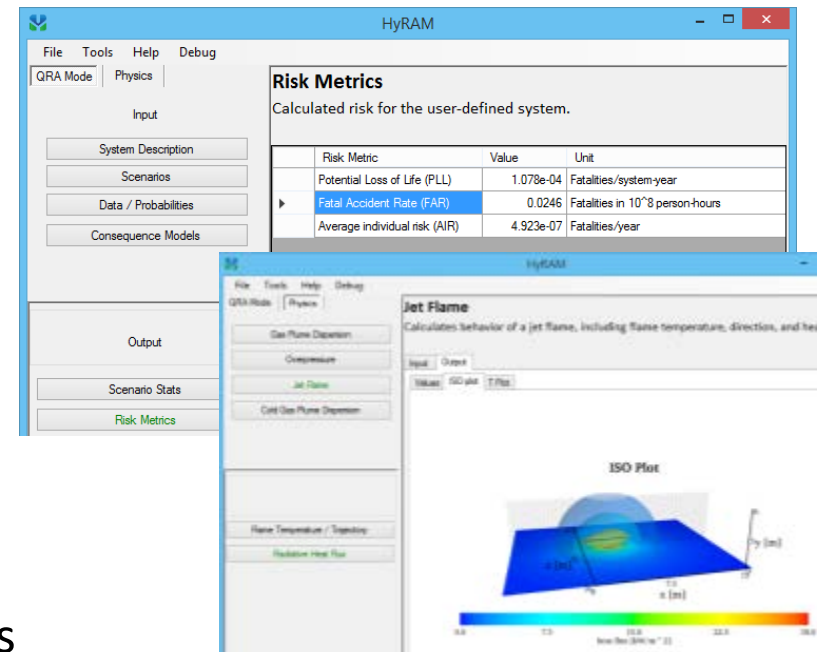 HyRAM
File Tools Help Debug
QRA Mode Physics
Input
System Description
Scenarios
Data / Probabilities
Consequence Models
Output
Scenario Stats
Risk Metrics
Risk Metrics
Calculated risk for the user-defined system.
Risk Metric Value Unit
Potential Loss of Life (PLL) 1.078e-04 Fatalities/system-year
Fatal Accident Rate (FAR) 0.0246 Fatalities in 10^8 person-hours
Average individual risk (AIR) 4.923e-07 Fatalities/year
HyRAM
File Tools Help Debug
QRA Mode Physics
Gas Plume Dispersion
Overpressure
Jet Flame
Cold Gas Plume Dispersion
Flame Temperature / Trajectory
Radiative Heat Flux
Jet Flame
Calculates behavior of a jet flame, including flame temperature, direction, and
Input Output
Values ISO plot T Plot
ISO Plot
y [m]
x [m]
s